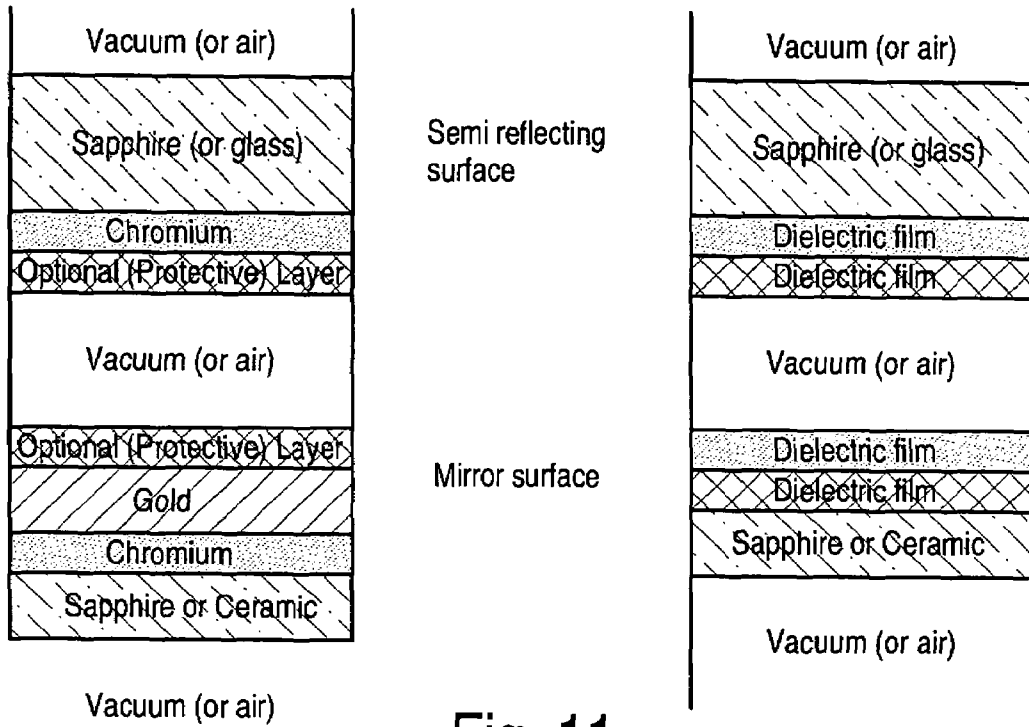 Vacuum (or air)
Sapphire (or glass)
Chromium
Optional (Protective) Layer
Vacuum (or air)
Optional (Protective) Layer
Gold
Chromium
Sapphire or Ceramic
Vacuum (or air)
Semi reflecting
surface
Mirror surface
Vacuum (or air)
Sapphire (or glass)
Dielectric film
Dielectric film
Vacuum (or air)
Dielectric film
Dielectric film
Sapphire or Ceramic
Vacuum (or air)
Fig. 11